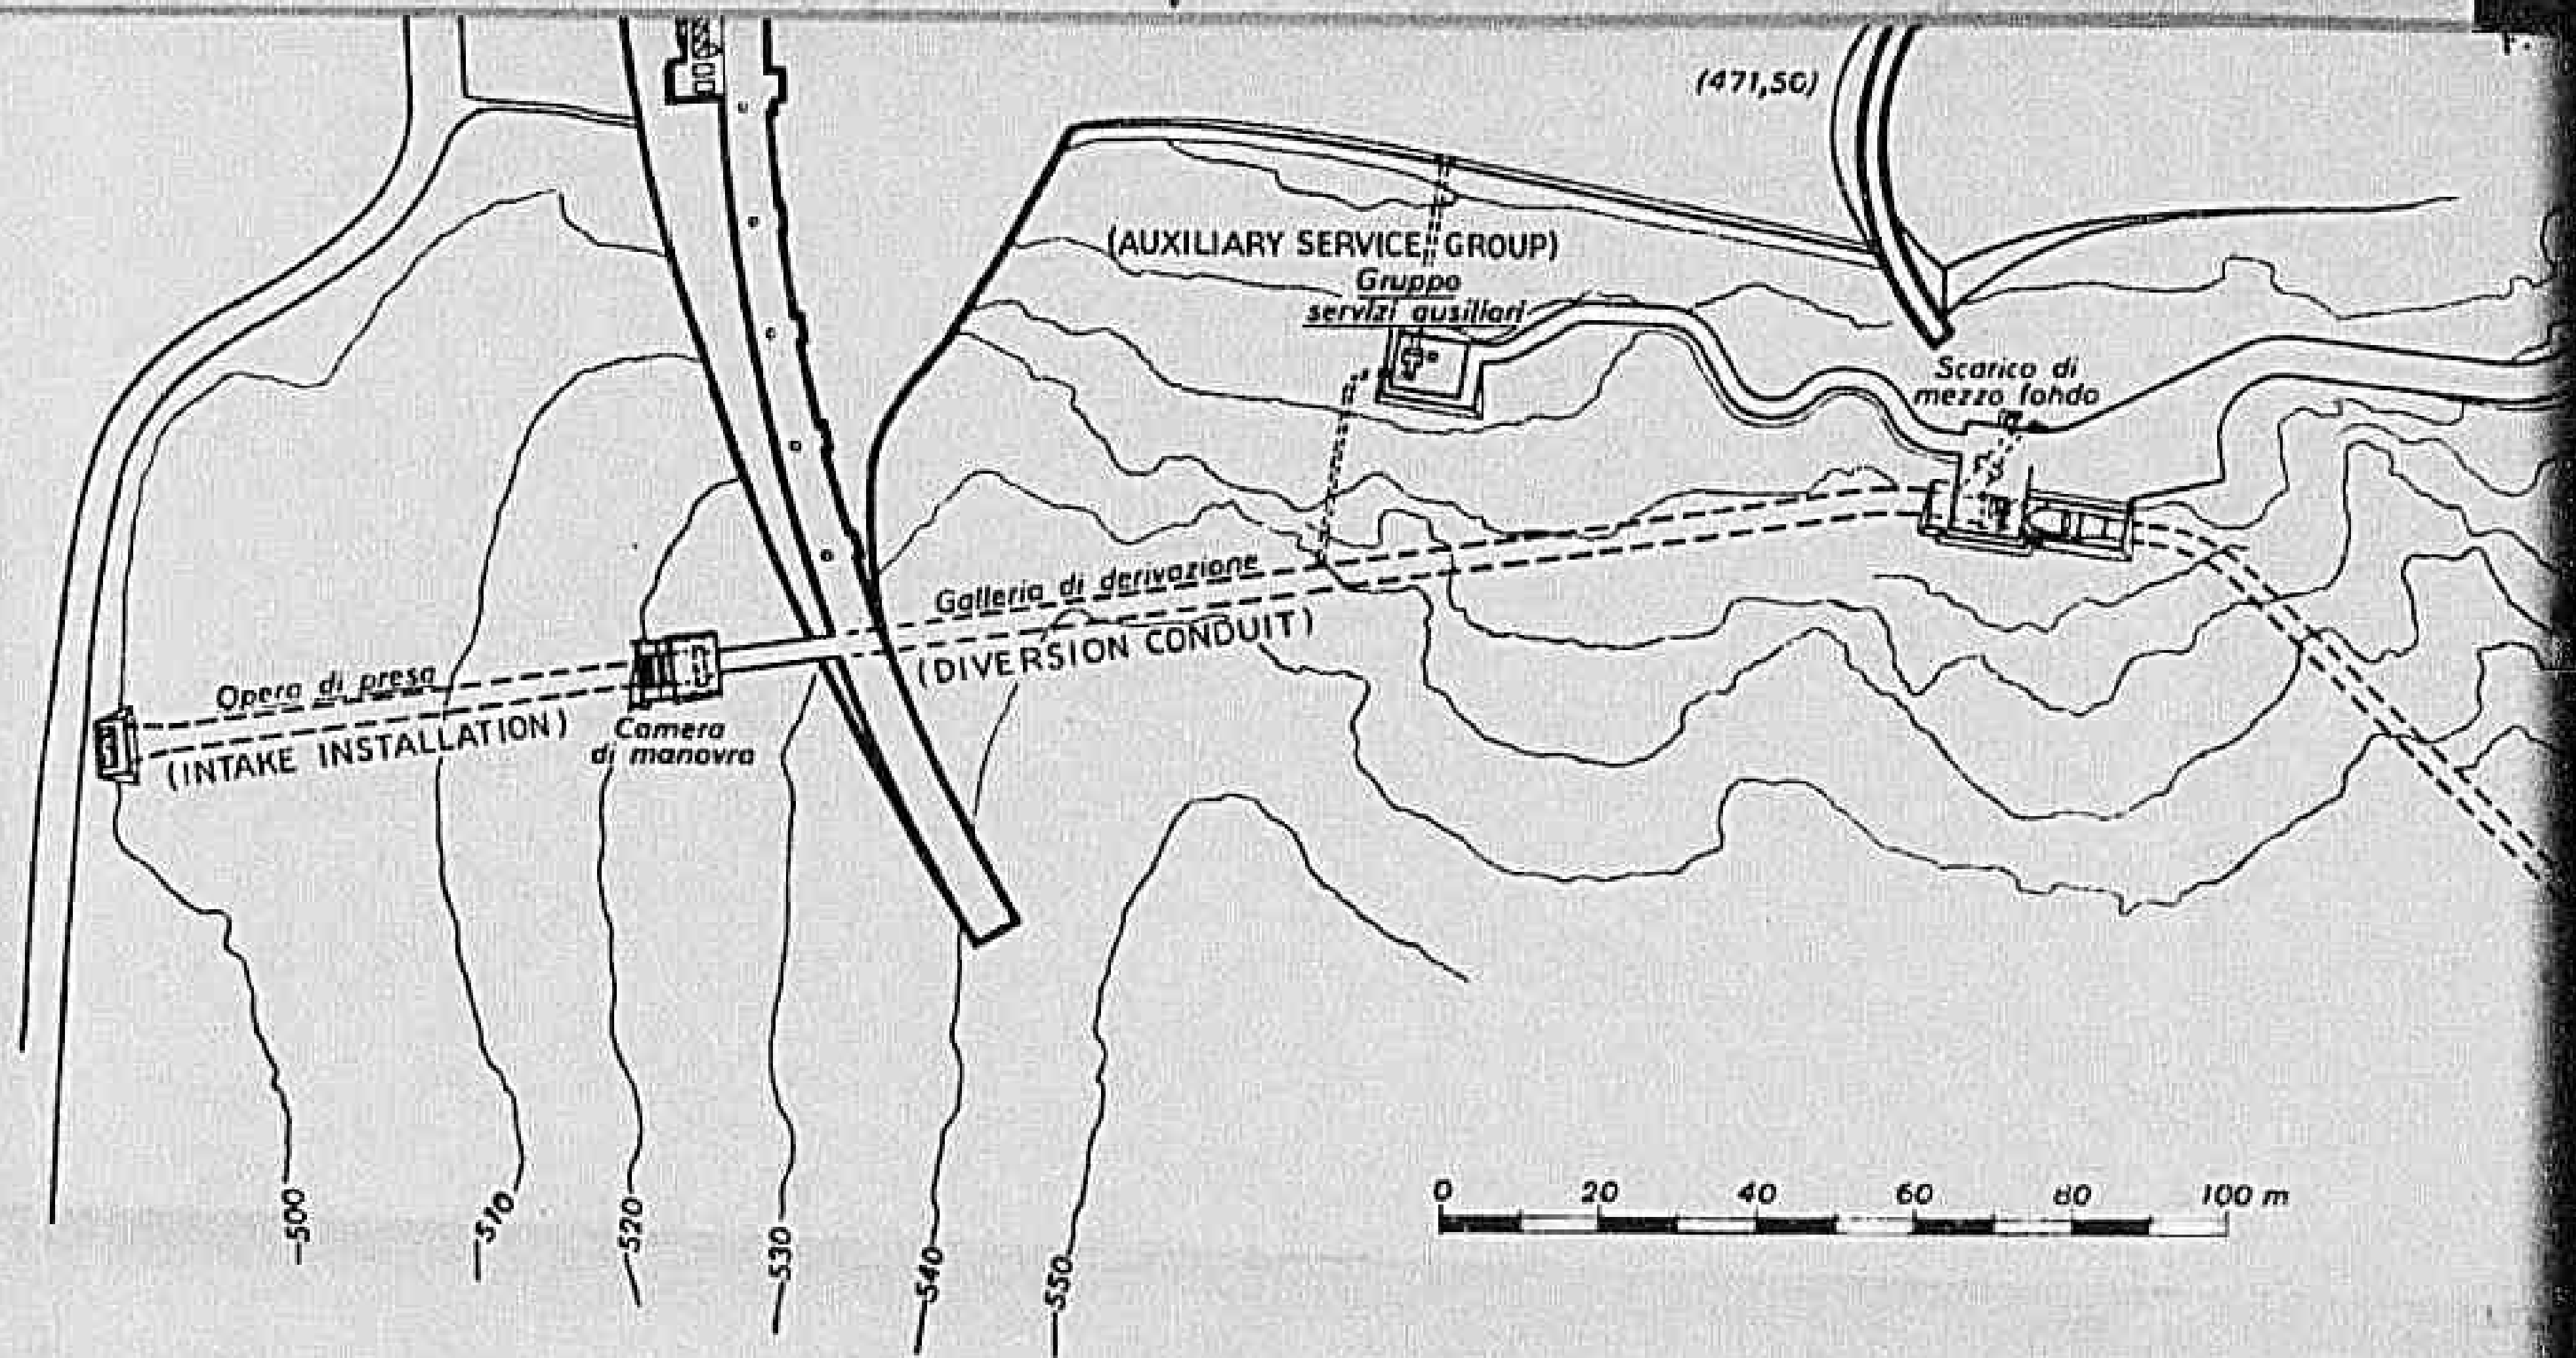 (471,50)
(AUXILIARY SERVICE GROUP)
Gruppo
servizi ausiliari
Scarico di
mezzo fondo
Galleria di derivazione
(DIVERSION CONDUIT)
Opera di presa
(INTAKE INSTALLATION)
Camera
di manovra
0 20 40 60 80 100 m
500
510
520
530
540
550